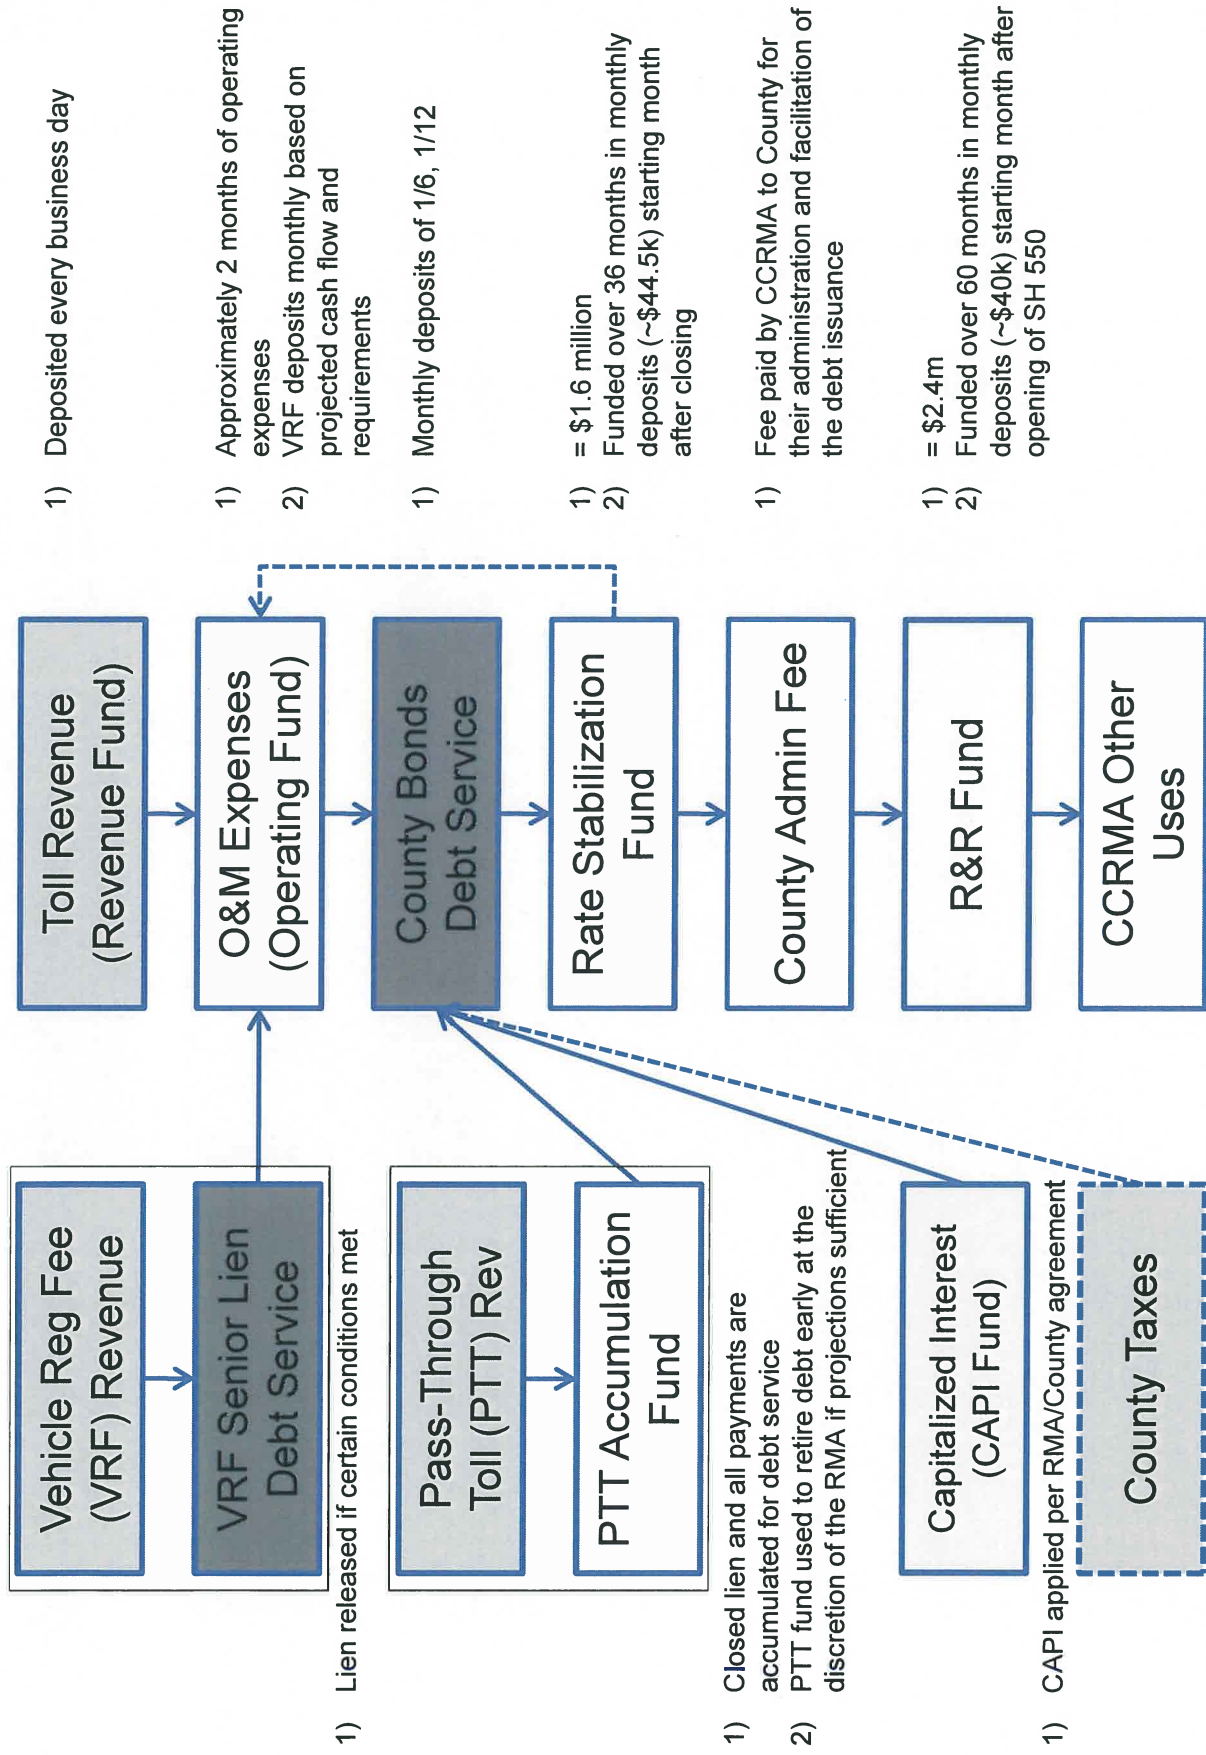 Vehicle Reg Fee
(VRF) Revenue
VRF Senior Lien
Debt Service
1) Lien released if certain conditions met
Pass-Through
Toll (PTT) Rev
PTT Accumulation
Fund
1) Closed lien and all payments are
accumulated for debt service
2) PTT fund used to retire debt early at the
discretion of the RMA if projections sufficient
Capitalized Interest
(CAPI Fund)
1) CAPI applied per RMA/County agreement
County Taxes
Toll Revenue
(Revenue Fund)
O&M Expenses
(Operating Fund)
County Bonds
Debt Service
Rate Stabilization
Fund
County Admin Fee
R&R Fund
CCRMA Other
Uses
1) Deposited every business day
1) Approximately 2 months of operating
expenses
2) VRF deposits monthly based on
projected cash flow and
requirements
1) Monthly deposits of 1/6, 1/12
1) = $1.6 million
2) Funded over 36 months in monthly
deposits (~$44.5k) starting month
after closing
1) Fee paid by CCRMA to County for
their administration and facilitation of
the debt issuance
1) = $2.4m
2) Funded over 60 months in monthly
deposits (~$40k) starting month after
opening of SH 550